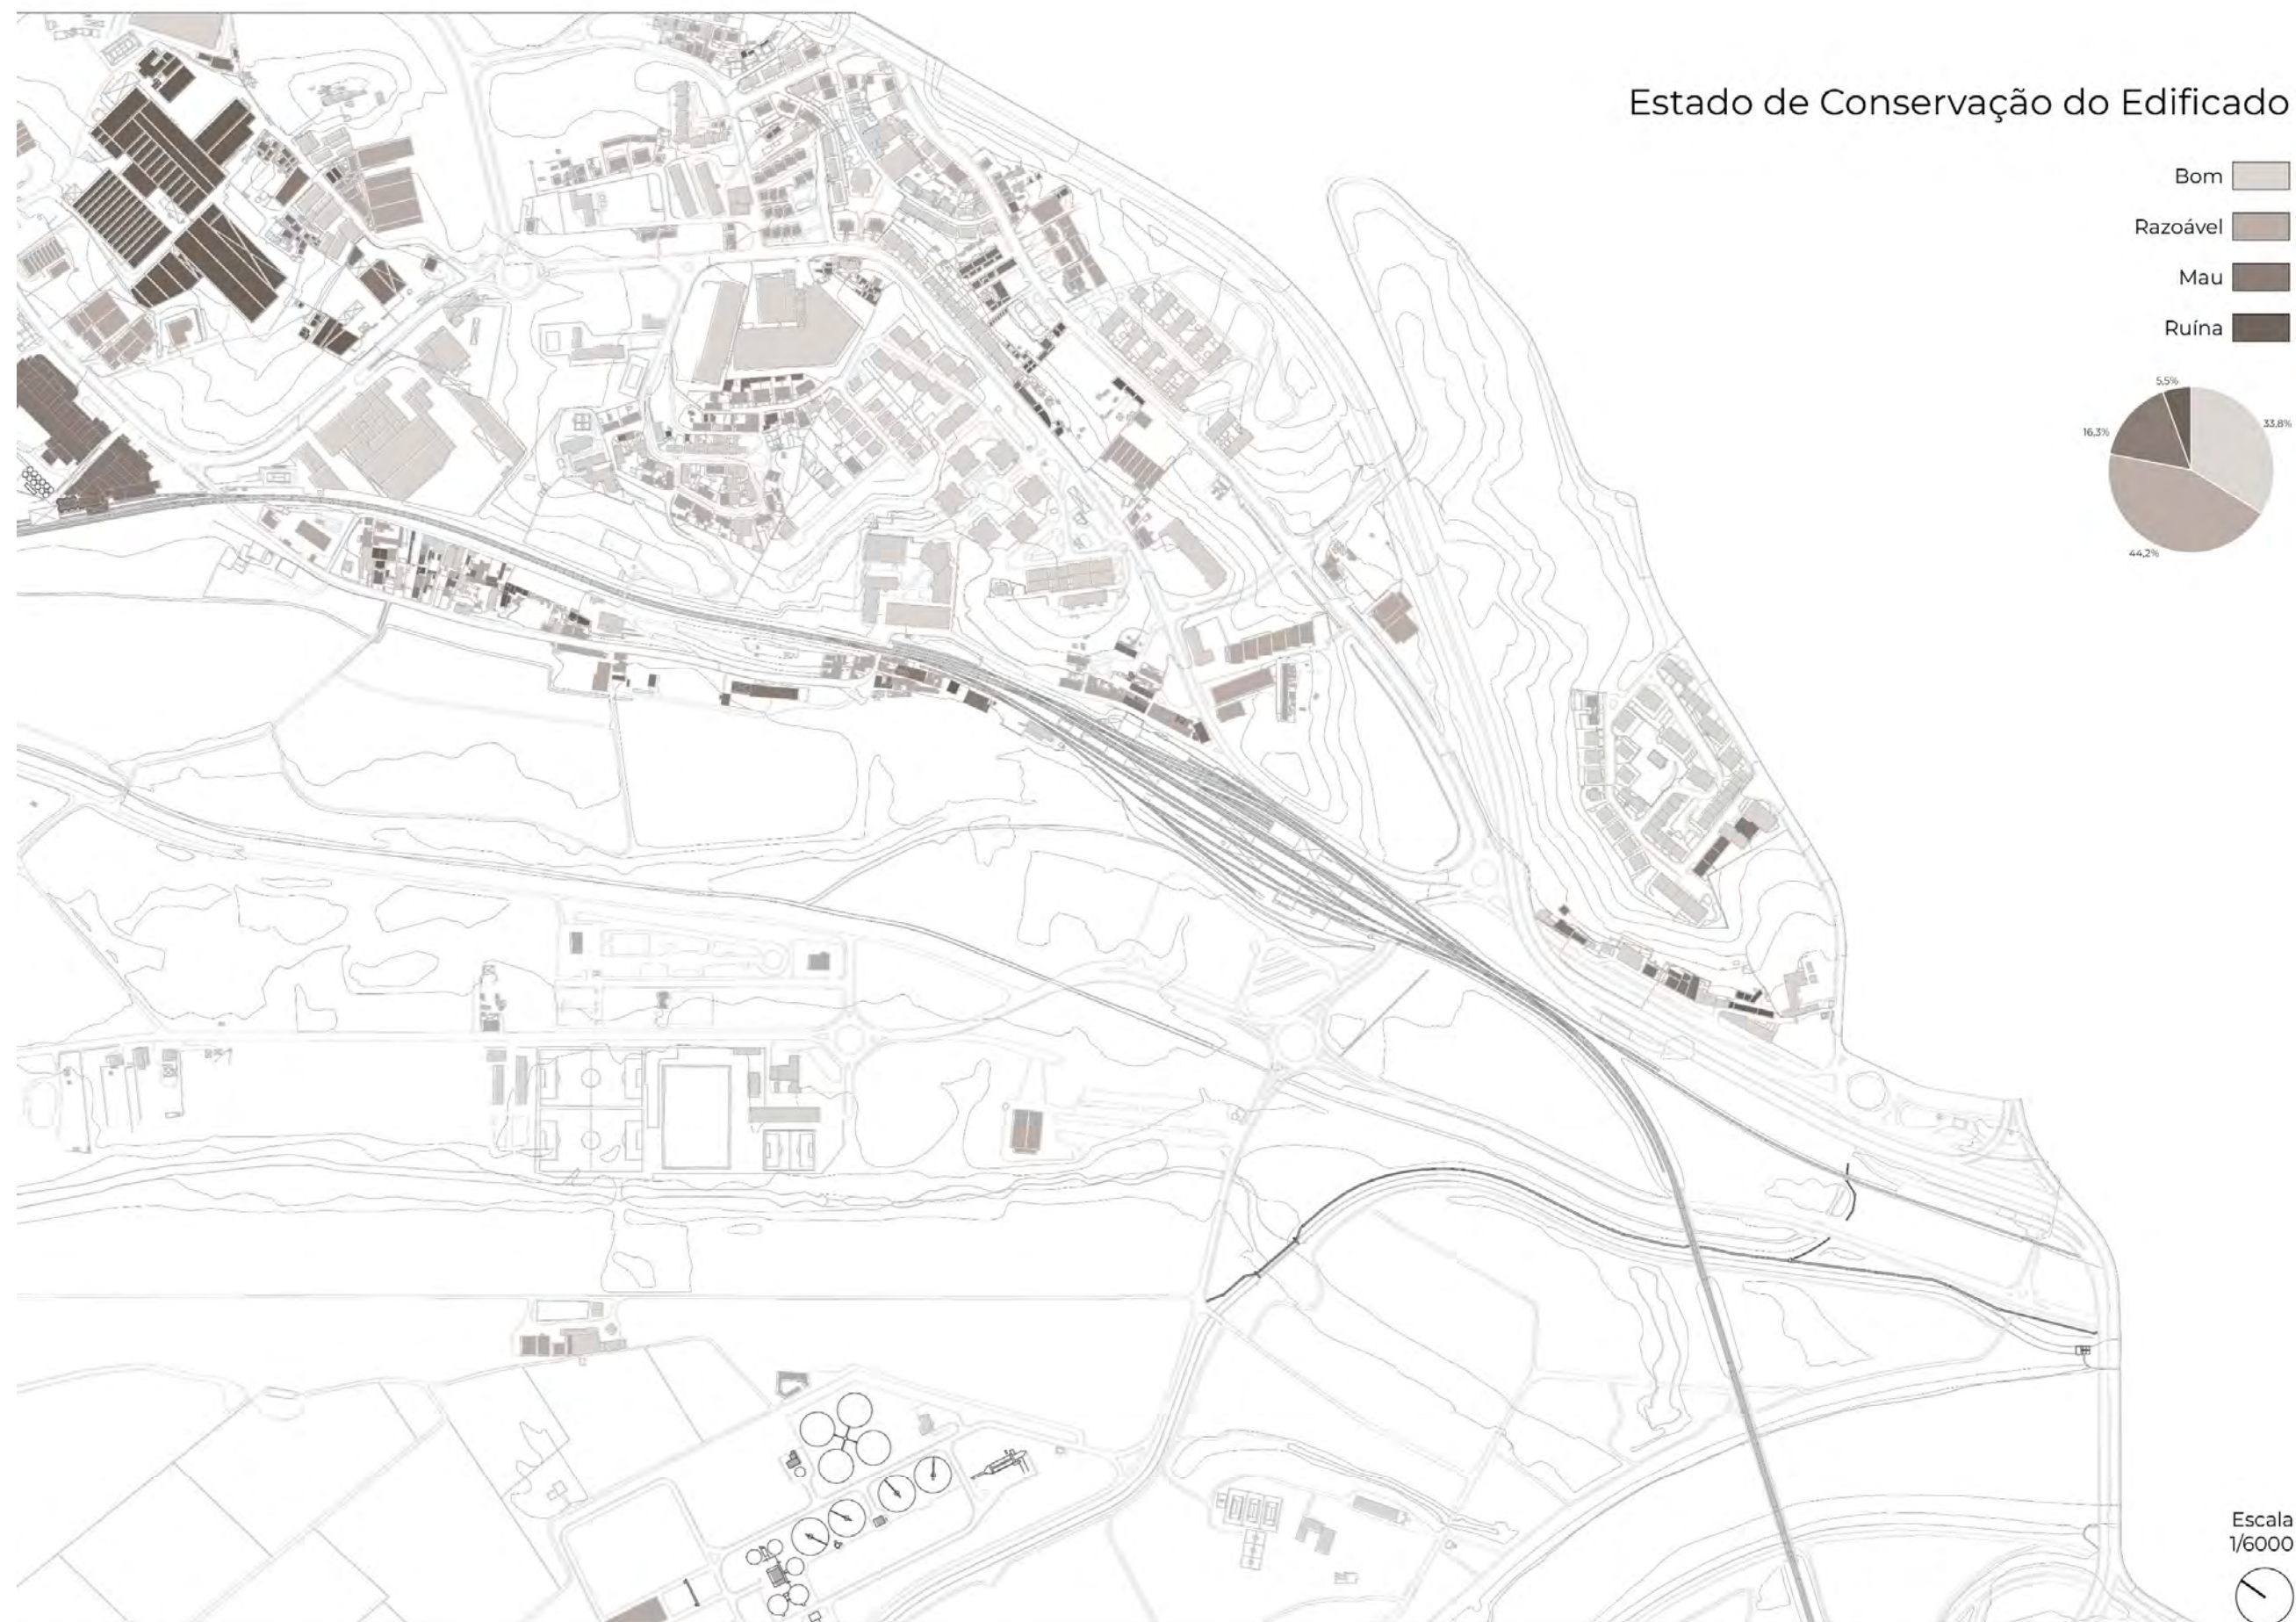 Estado de Conservação do Edificado
Bom
Razoável
Mau
Ruína
5,5%
33,8%
16,3%
44,2%
Escala
1/6000